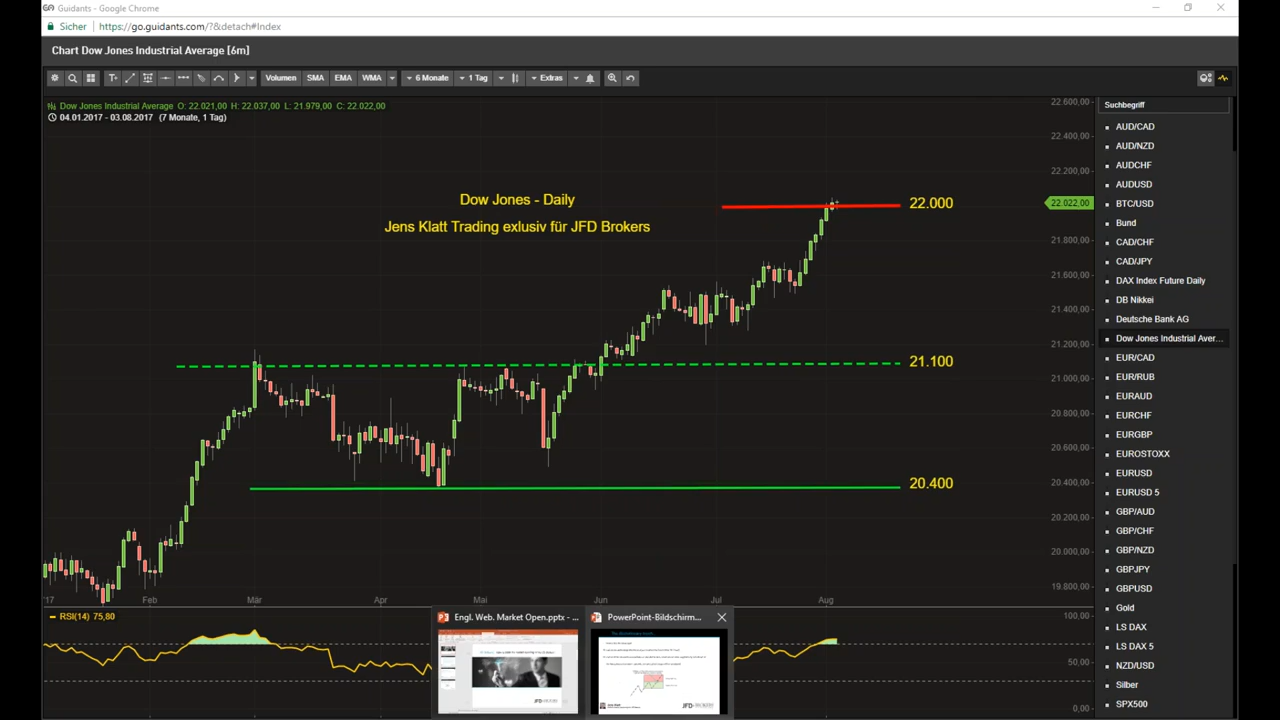 Guidants - Google Chrome
Sicher https://go.guidants.com/?&detach#Index
Chart Dow Jones Industrial Average [6m]
Volumen SMA EMA WMA 6 Monate 1 Tag Extras
Dow Jones Industrial Average O: 22.021,00 H: 22.037,00 L: 21.979,00 C: 22.022,00
04.01.2017 - 03.08.2017 (7 Monate, 1 Tag)
Dow Jones - Daily
Jens Klatt Trading exlusiv für JFD Brokers
22.000
21.100
20.400
22.600,00
22.400,00
22.200,00
22.022,00
21.800,00
21.600,00
21.400,00
21.200,00
21.000,00
20.800,00
20.600,00
20.400,00
20.200,00
20.000,00
19.800,00
'17 Feb Mär Apr Mai Jun Jul Aug
RSI(14) 75,80
100,00
50,00
0,00
Engl. Web. Market Open.pptx - ...
PowerPoint-Bildschirm...
JFD BROKERS
Suchbegriff
AUD/CAD
AUD/NZD
AUDCHF
AUDUSD
BTC/USD
Bund
CAD/CHF
CAD/JPY
DAX Index Future Daily
DB Nikkei
Deutsche Bank AG
Dow Jones Industrial Aver...
EUR/CAD
EUR/RUB
EURAUD
EURCHF
EURGBP
EUROSTOXX
EURUSD
EURUSD 5
GBP/AUD
GBP/CHF
GBP/NZD
GBPJPY
GBPUSD
Gold
LS DAX
LS DAX 5
NZD/USD
Silber
SPX500